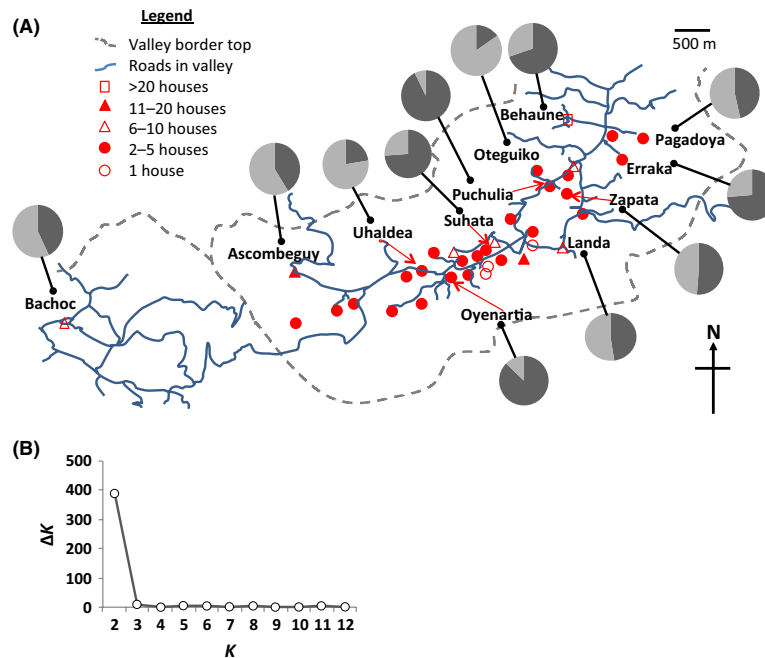 (A)
Legend
Valley border top
Roads in valley
>20 houses
11–20 houses
6–10 houses
2–5 houses
1 house
500 m
Behaune
Pagadoya
Oteguiko
Erraka
Puchulia
Zapata
Suhata
Uhaldea
Landa
Ascombeguy
Bachoc
Oyenartia
N
(B)
500
400
300
200
100
0
ΔK
2 3 4 5 6 7 8 9 10 11 12
K